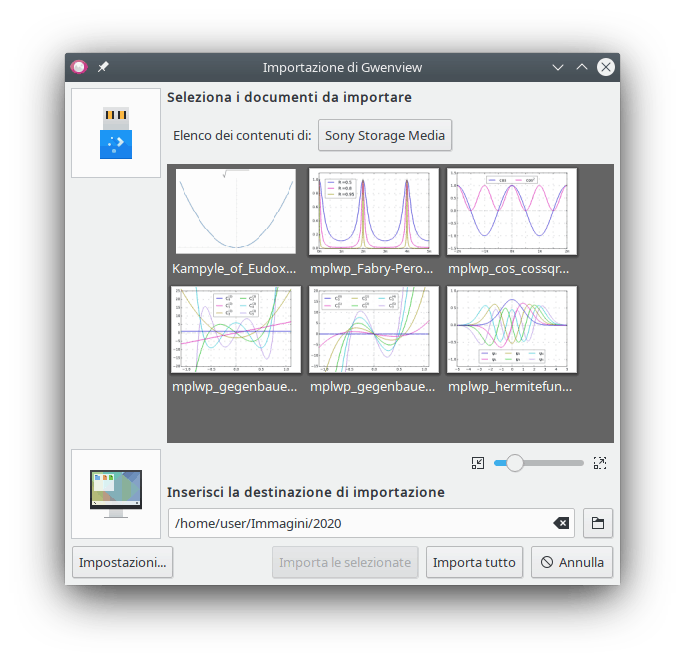 Importazione di Gwenview
Seleziona i documenti da importare
Elenco dei contenuti di: Sony Storage Media
Kampyle_of_Eudox... mplwp_Fabry-Pero... mplwp_cos_cossqr...
mplwp_gegenbaue... mplwp_gegenbaue... mplwp_hermitefun...
Inserisci la destinazione di importazione
/home/user/Immagini/2020
Impostazioni... Importa le selezionate Importa tutto Annulla